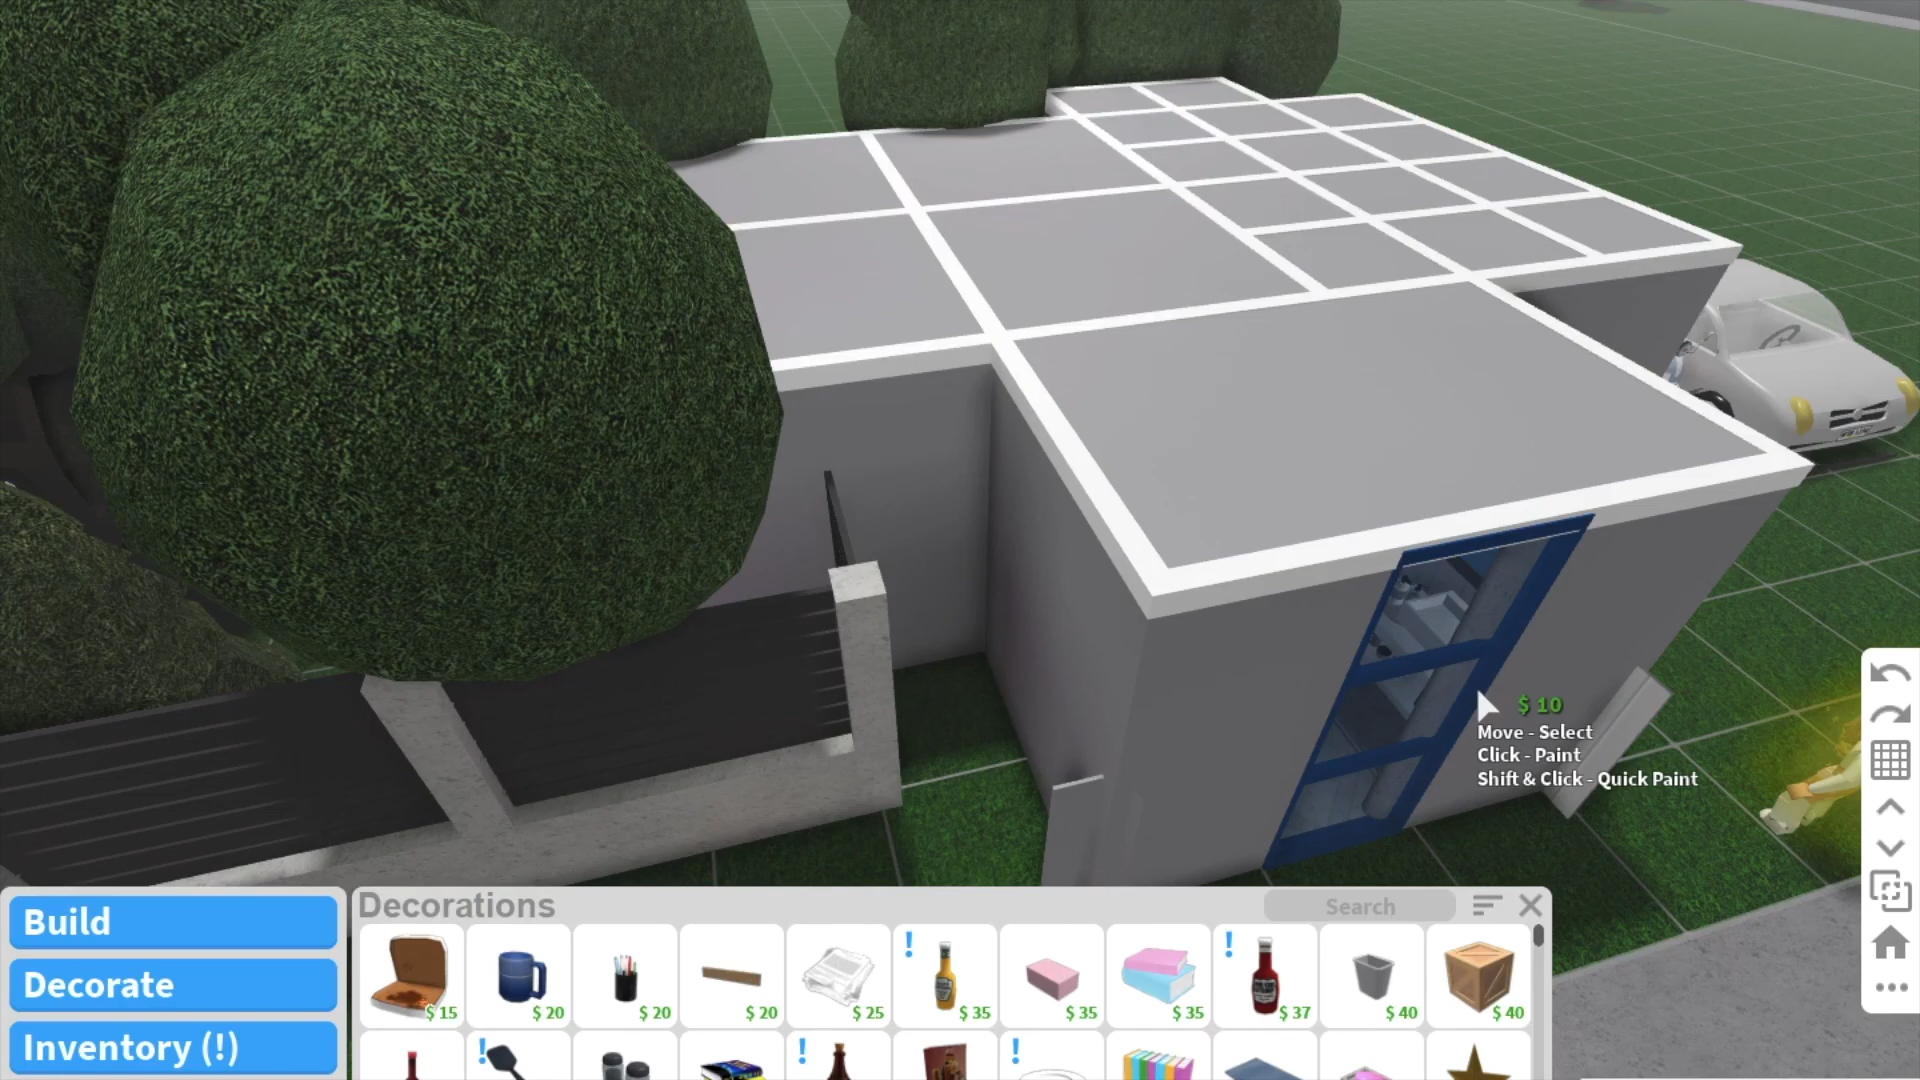 $ 10
Move - Select
Click - Paint
Shift & Click - Quick Paint
Build
Decorate
Inventory (!)
Decorations
Search
$ 15
$ 20
$ 20
$ 20
$ 25
! $ 35
$ 35
$ 35
! $ 37
$ 40
$ 40
!
!
!